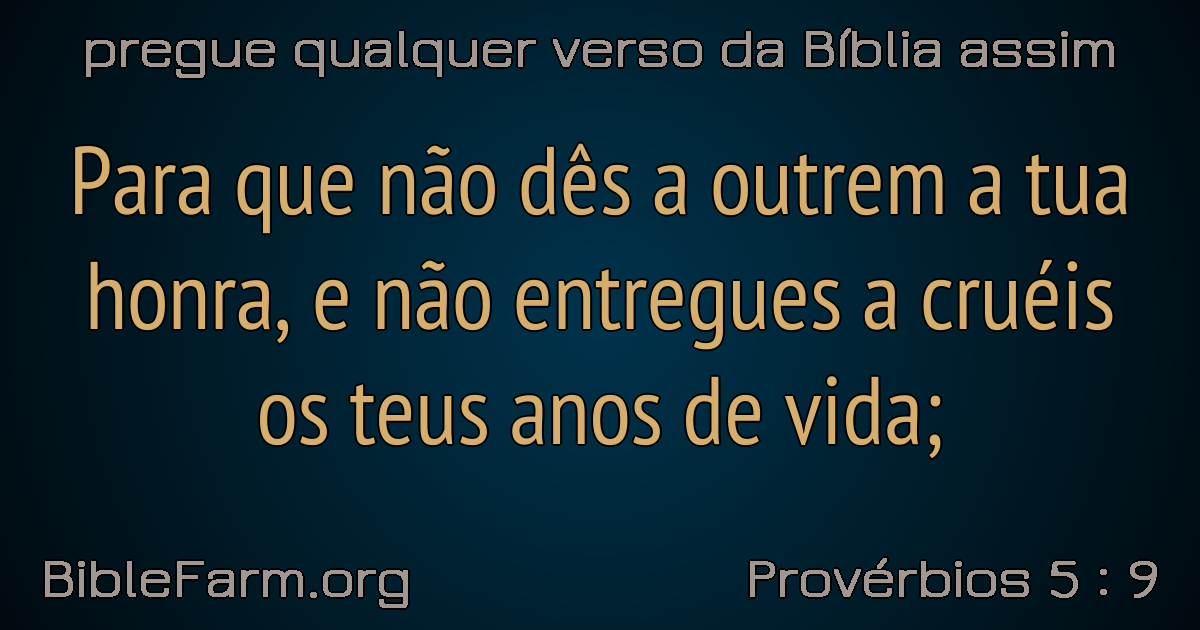 pregue qualquer verso da Bíblia assim
Para que não dês a outrem a tua
honra, e não entregues a cruéis
os teus anos de vida;
BibleFarm.org
Provérbios 5 : 9